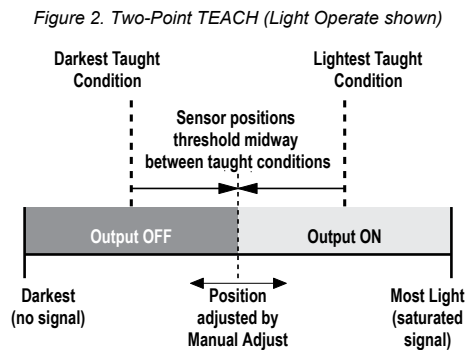 Figure 2. Two-Point TEACH (Light Operate shown)
Darkest Taught
Condition
Lightest Taught
Condition
Sensor positions
threshold midway
between taught conditions
Output OFF
Output ON
Darkest
(no signal)
Position
adjusted by
Manual Adjust
Most Light
(saturated
signal)